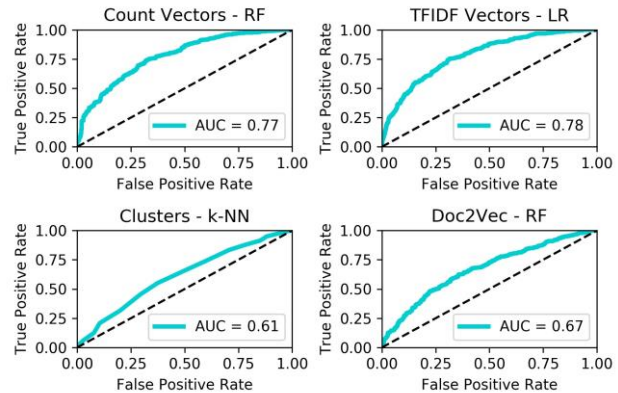 Count Vectors - RF
True Positive Rate
1.00
0.75
0.50
0.25
0.00
AUC = 0.77
0.00 0.25 0.50 0.75 1.00
False Positive Rate
TFIDF Vectors - LR
True Positive Rate
1.00
0.75
0.50
0.25
0.00
AUC = 0.78
0.00 0.25 0.50 0.75 1.00
False Positive Rate
Clusters - k-NN
True Positive Rate
1.00
0.75
0.50
0.25
0.00
AUC = 0.61
0.00 0.25 0.50 0.75 1.00
False Positive Rate
Doc2Vec - RF
True Positive Rate
1.00
0.75
0.50
0.25
0.00
AUC = 0.67
0.00 0.25 0.50 0.75 1.00
False Positive Rate